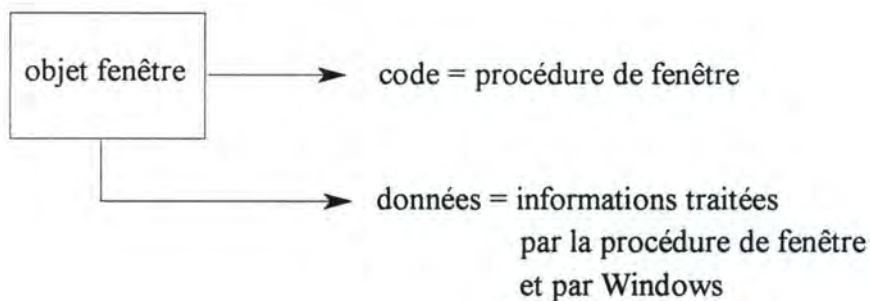 objet fenêtre
code = procédure de fenêtre
données = informations traitées
par la procédure de fenêtre
et par Windows